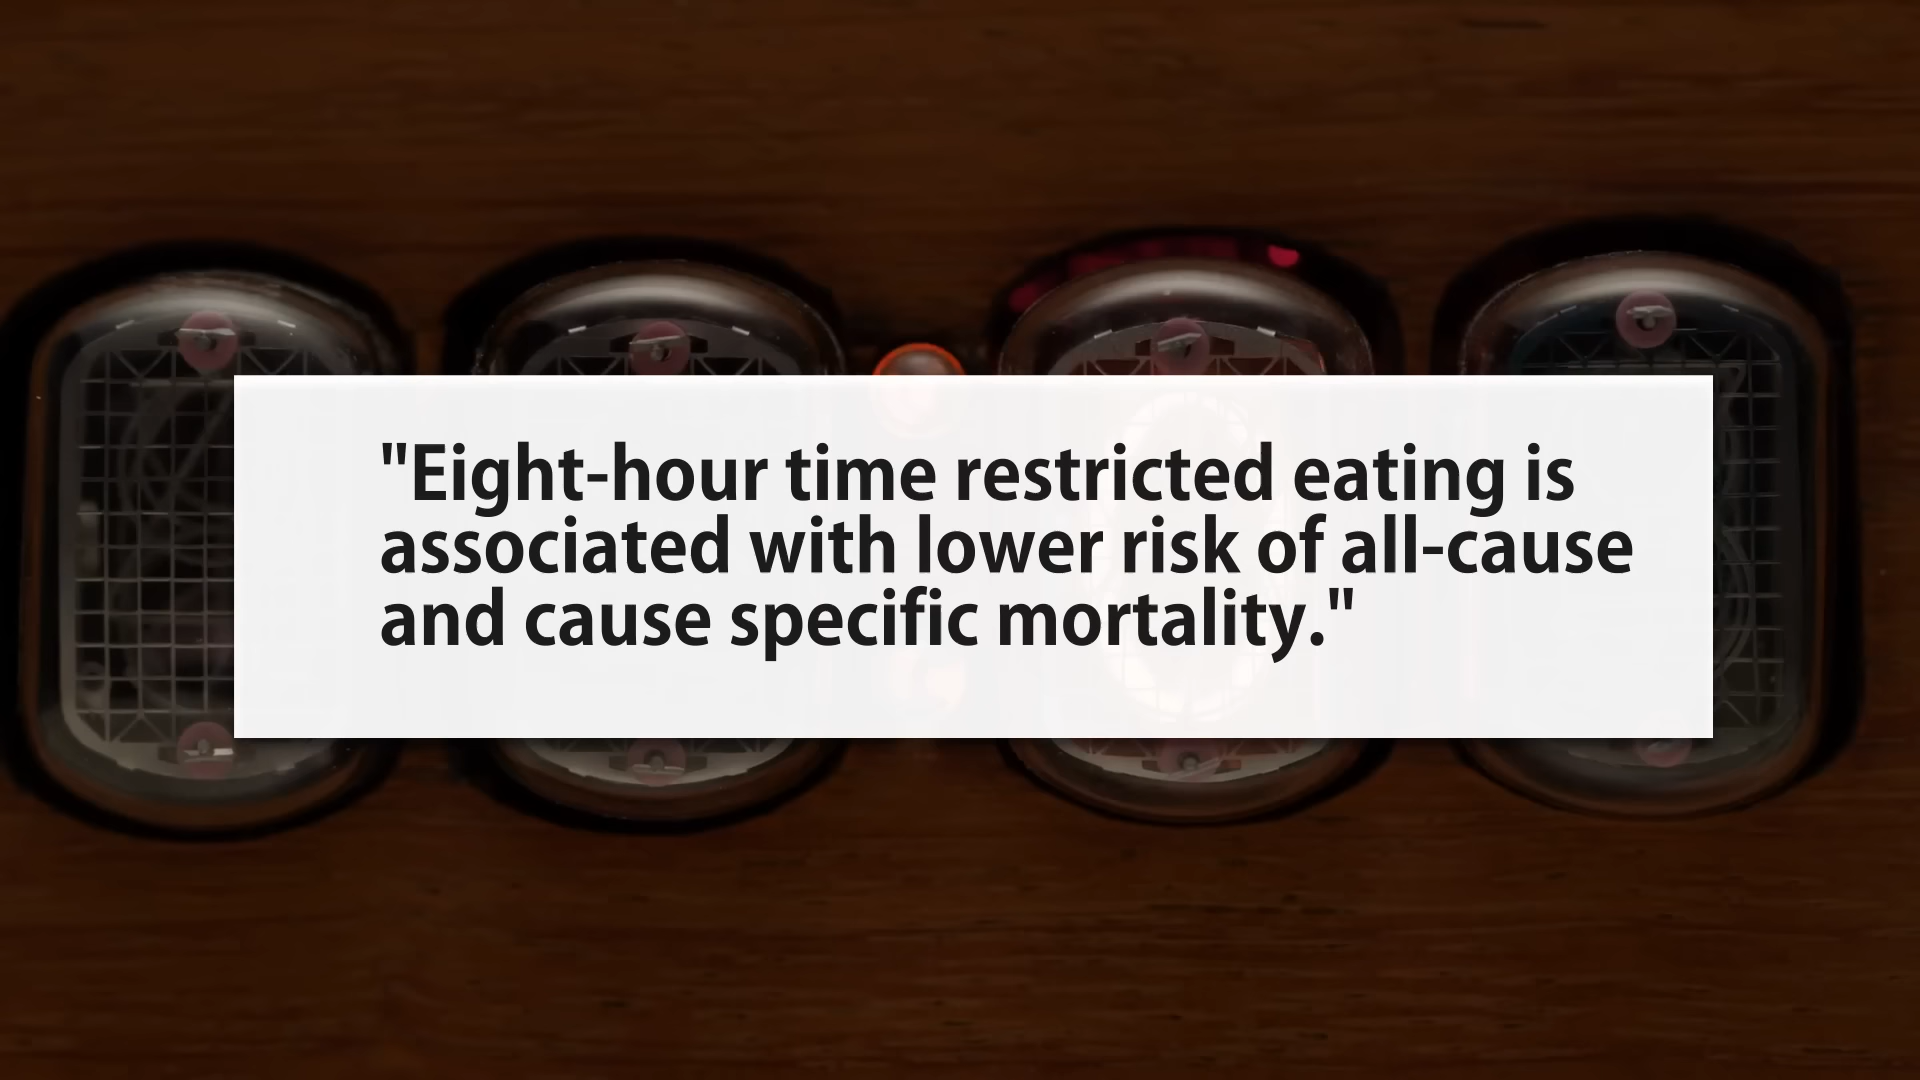 "Eight-hour time restricted eating is
associated with lower risk of all-cause
and cause specific mortality."